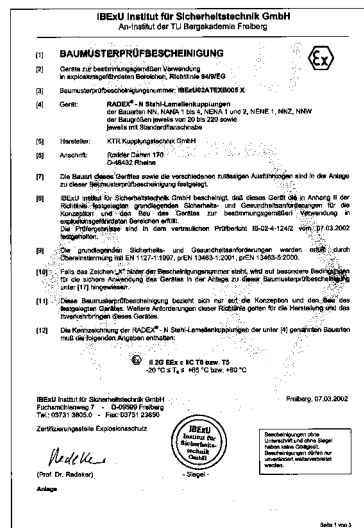 IBExU Institut für Sicherheitstechnik GmbH
An-Institut der TU Bergakademie Freiberg
[1] BAUMUSTERPRÜFBESCHEINIGUNG
[2] Geräte zur bestimmungsgemäßen Verwendung
in explosionsgefährdeten Bereichen, Richtlinie 94/9/EG
[3] Baumusterprüfbescheinigungsnummer: IBExU02ATEXB005 X
[4] Gerät: RADEX® - N Stahl-Lamellenkupplungen
der Bauarten NN, NANA 1 bis 4, NENA 1 und 2, NENE 1, NNZ, NNW
der Baugrößen jeweils von 20 bis 220 sowie
jeweils mit Standardflanschnabe
[5] Hersteller: KTR Kupplungstechnik GmbH
[6] Anschrift: Rodder Damm 170
D-48432 Rheine
[7] Die Bauart dieses Gerätes sowie die verschiedenen zulässigen Ausführungen sind in der Anlage
zu dieser Baumusterprüfbescheinigung festgelegt.
[8] IBExU Institut für Sicherheitstechnik GmbH bescheinigt, daß dieses Gerät die in Anhang II der
Richtlinie festgelegten grundlegenden Sicherheits- und Gesundheitsanforderungen für die
Konzeption und den Bau des Gerätes zur bestimmungsgemäßen Verwendung in
explosionsgefährdeten Bereichen erfüllt.
Die Prüfergebnisse sind in dem vertraulichen Prüfbericht IB-02-4-124/2 vom 07.03.2002
festgehalten.
[9] Die grundlegenden Sicherheits- und Gesundheitsanforderungen werden erfüllt durch
Übereinstimmung mit EN 1127-1:1997, prEN 13463-1:2001, prEN 13463-5:2000.
[10] Falls das Zeichen „X“ hinter der Bescheinigungsnummer steht, wird auf besondere Bedingungen
für die sichere Anwendung des Gerätes in der Anlage zu dieser Baumusterprüfbescheinigung
unter [17] hingewiesen.
[11] Diese Baumusterprüfbescheinigung bezieht sich nur auf die Konzeption und den Bau des
festgelegten Gerätes. Weitere Anforderungen dieser Richtlinie gelten für die Herstellung und das
Inverkehrbringen dieses Gerätes.
[12] Die Kennzeichnung der RADEX® - N Stahl-Lamellenkupplungen der unter [4] genannten Bauarten
muß die folgenden Angaben enthalten:
II 2G EEx c IIC T6 bzw. T5
-20 °C ≤ Ta ≤ +65 °C bzw. +80 °C
IBExU Institut für Sicherheitstechnik GmbH
Freiberg, 07.03.2002
Fuchsmühlenweg 7 - D-09599 Freiberg
Tel.: 03731 3805.0 - Fax: 03731 23650
Zertifizierungsstelle Explosionsschutz
IBExU
Institut für
Sicherheits-
technik
GmbH
- Siegel -
Bescheinigungen ohne
Unterschrift und ohne Siegel
haben keine Gültigkeit.
Bescheinigungen dürfen nur
unverändert weiterverbreitet
werden.
(Prof. Dr. Redeker)
Anlage
Seite 1 von 3